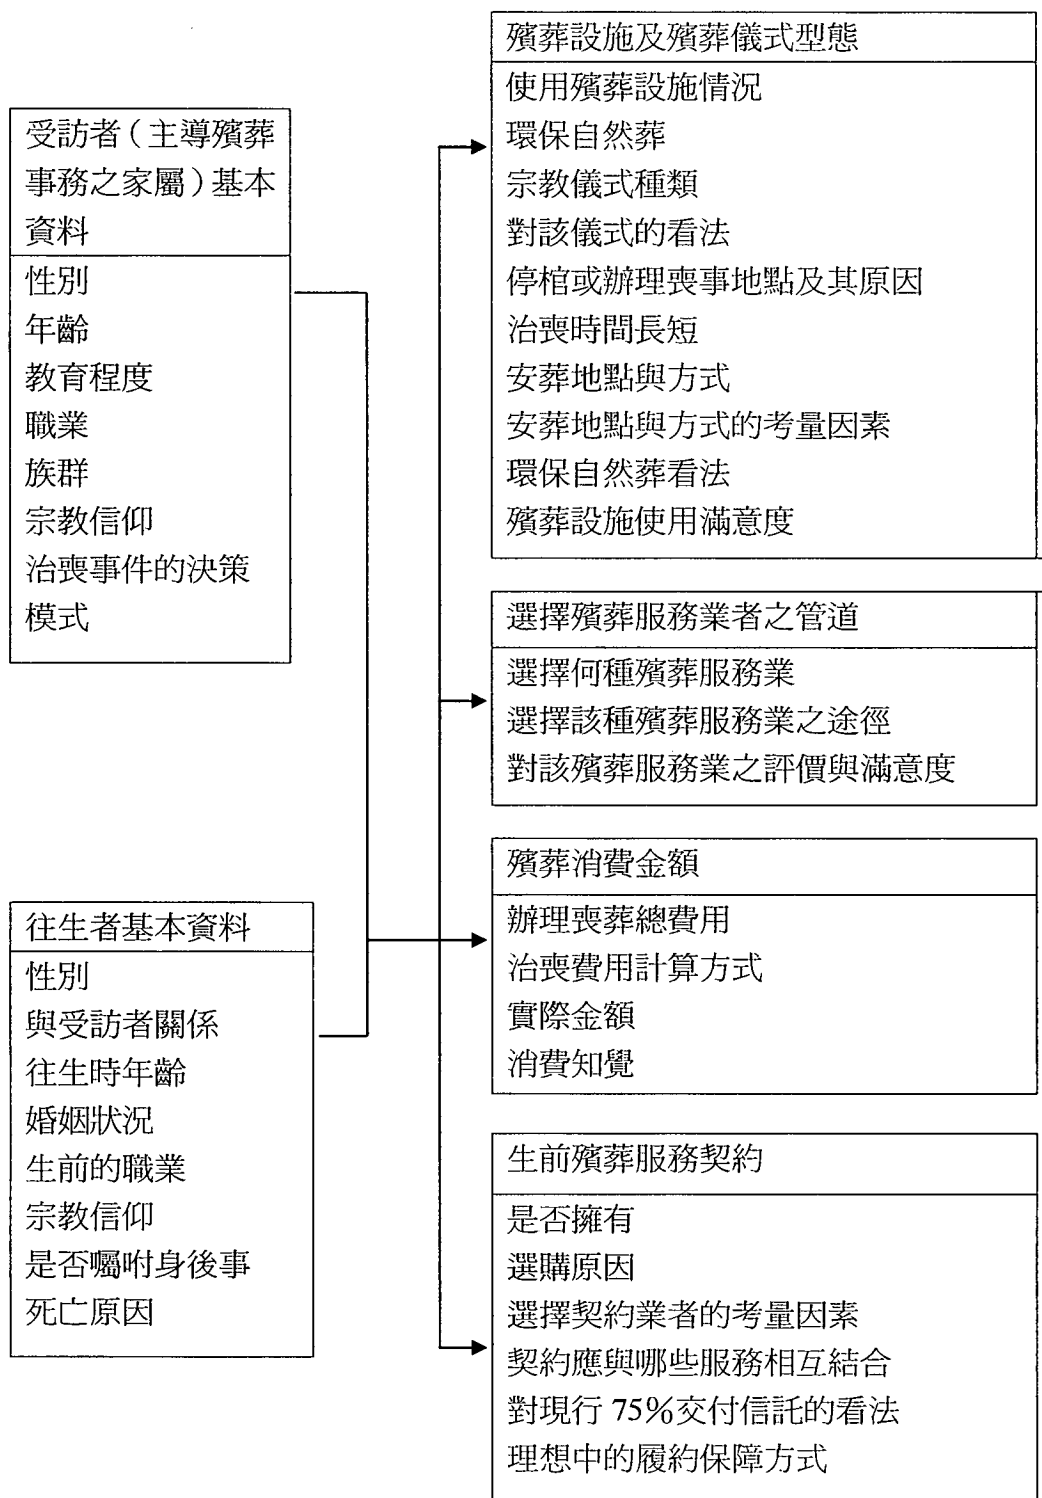 受訪者（主導殯葬
事務之家屬）基本
資料
性別
年齡
教育程度
職業
族群
宗教信仰
治喪事件的決策
模式
往生者基本資料
性別
與受訪者關係
往生時年齡
婚姻狀況
生前的職業
宗教信仰
是否囑咐身後事
死亡原因
殯葬設施及殯葬儀式型態
使用殯葬設施情況
環保自然葬
宗教儀式種類
對該儀式的看法
停棺或辦理喪事地點及其原因
治喪時間長短
安葬地點與方式
安葬地點與方式的考量因素
環保自然葬看法
殯葬設施使用滿意度
選擇殯葬服務業者之管道
選擇何種殯葬服務業
選擇該種殯葬服務業之途徑
對該殯葬服務業之評價與滿意度
殯葬消費金額
辦理喪葬總費用
治喪費用計算方式
實際金額
消費知覺
生前殯葬服務契約
是否擁有
選購原因
選擇契約業者的考量因素
契約應與哪些服務相互結合
對現行 75%交付信託的看法
理想中的履約保障方式